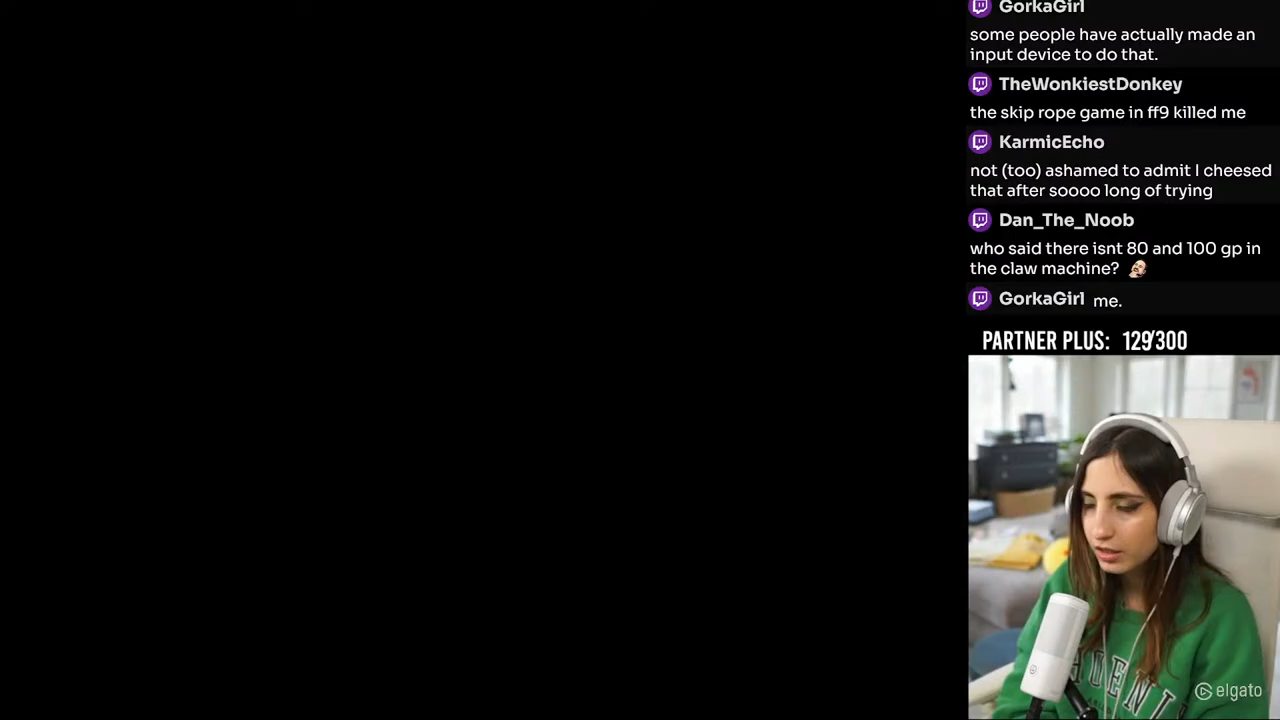 GorkaGirl
some people have actually made an
input device to do that.
TheWonkiestDonkey
the skip rope game in ff9 killed me
KarmicEcho
not (too) ashamed to admit I cheesed
that after soooo long of trying
Dan_The_Noob
who said there isnt 80 and 100 gp in
the claw machine?
GorkaGirl me.
PARTNER PLUS: 129/300
elgato